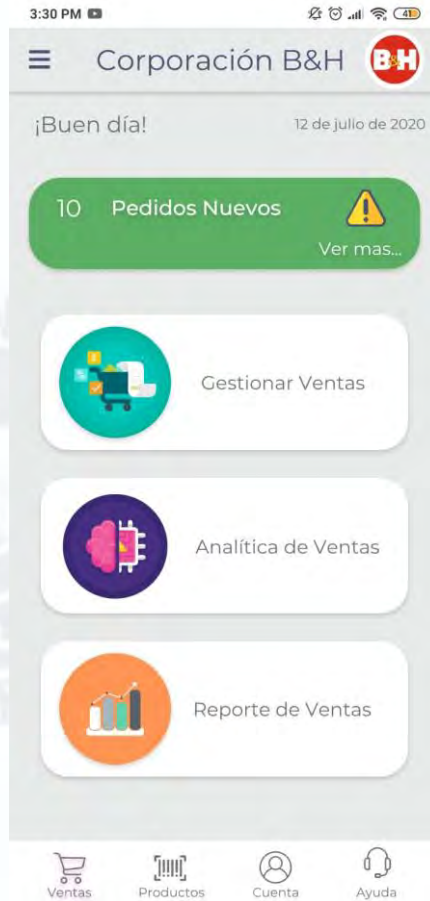 3:30 PM
41
Corporación B&H
B&H
¡Buen día!
12 de julio de 2020
10 Pedidos Nuevos
Ver mas...
Gestionar Ventas
Analítica de Ventas
Reporte de Ventas
Ventas
Productos
Cuenta
Ayuda